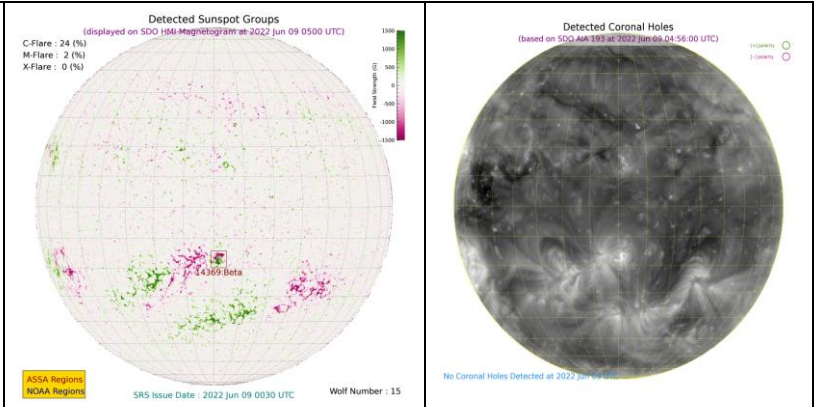 Detected Sunspot Groups
(displayed on SDO HMI Magnetogram at 2022 Jun 09 0500 UTC)
C-Flare : 24 (%)
M-Flare : 2 (%)
X-Flare : 0 (%)
1500
1000
500
0
-500
-1000
-1500
Field Strength (G)
14369:Beta
ASSA Regions
NOAA Regions
SRS Issue Date : 2022 Jun 09 0030 UTC
Wolf Number : 15
Detected Coronal Holes
(based on SDO AIA 193 at 2022 Jun 09 04:56:00 UTC)
(+) polarity
(-) polarity
No Coronal Holes Detected at 2022 Jun 09 UTC